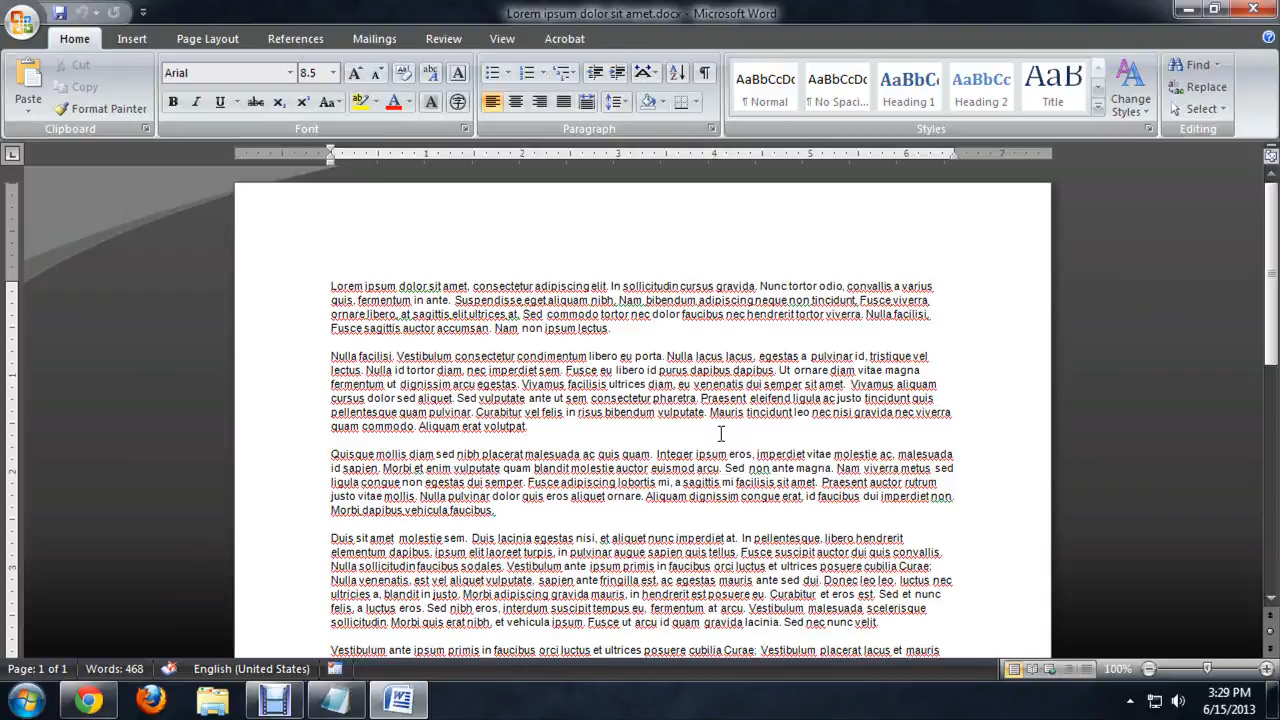 Lorem ipsum dolor sit amet.docx - Microsoft Word
Home Insert Page Layout References Mailings Review View Acrobat
Paste
Cut
Copy
Format Painter
Clipboard
Arial 8.5
Font
Paragraph
AaBbCcDc AaBbCcDc AaBbCc AaBbCc AaB
¶ Normal ¶ No Spaci... Heading 1 Heading 2 Title
Change Styles
Styles
Find
Replace
Select
Editing
1 2 3 4 5 6 7
Lorem ipsum dolor sit amet, consectetur adipiscing elit. In sollicitudin cursus gravida. Nunc tortor odio, convallis a varius
quis, fermentum in ante. Suspendisse eget aliquam nibh. Nam bibendum adipiscing neque non tincidunt. Fusce viverra
ornare libero, at sagittis elit ultrices at. Sed commodo tortor nec dolor faucibus nec hendrerit tortor viverra. Nulla facilisi.
Fusce sagittis auctor accumsan. Nam non ipsum lectus.
Nulla facilisi. Vestibulum consectetur condimentum libero eu porta. Nulla lacus lacus, egestas a pulvinar id, tristique vel
lectus. Nulla id tortor diam, nec imperdiet sem. Fusce eu libero id purus dapibus dapibus. Ut ornare diam vitae magna
fermentum ut dignissim arcu egestas. Vivamus facilisis ultrices diam, eu venenatis dui semper sit amet. Vivamus aliquam
cursus dolor sed aliquet. Sed vulputate ante ut sem consectetur pharetra. Praesent eleifend ligula ac justo tincidunt quis
pellentesque quam pulvinar. Curabitur vel felis in risus bibendum vulputate. Mauris tincidunt leo nec nisi gravida nec viverra
quam commodo. Aliquam erat volutpat.
Quisque mollis diam sed nibh placerat malesuada ac quis quam. Integer ipsum eros, imperdiet vitae molestie ac, malesuada
id sapien. Morbi et enim vulputate quam blandit molestie auctor euismod arcu. Sed non ante magna. Nam viverra metus sed
ligula congue non egestas dui semper. Fusce adipiscing lobortis mi, a sagittis mi facilisis sit amet. Praesent auctor rutrum
justo vitae mollis. Nulla pulvinar dolor quis eros aliquet ornare. Aliquam dignissim congue erat, id faucibus dui imperdiet non.
Morbi dapibus vehicula faucibus.
Duis sit amet molestie sem. Duis lacinia egestas nisi, et aliquet nunc imperdiet at. In pellentesque, libero hendrerit
elementum dapibus, ipsum elit laoreet turpis, in pulvinar augue sapien quis tellus. Fusce suscipit auctor dui quis convallis.
Nulla sollicitudin faucibus sodales. Vestibulum ante ipsum primis in faucibus orci luctus et ultrices posuere cubilia Curae;
Nulla venenatis, est vel aliquet vulputate, sapien ante fringilla est, ac egestas mauris ante sed dui. Donec leo leo, luctus nec
ultricies a, blandit in justo. Morbi adipiscing gravida mauris, in hendrerit est posuere eu. Curabitur et eros est. Sed et nunc
felis, a luctus eros. Sed nibh eros, interdum suscipit tempus eu, fermentum at arcu. Vestibulum malesuada scelerisque
sollicitudin. Morbi quis erat nibh, et vehicula ipsum. Fusce ut arcu id quam gravida lacinia. Sed nec nunc velit.
Vestibulum ante ipsum primis in faucibus orci luctus et ultrices posuere cubilia Curae; Vestibulum placerat lacus et mauris
Page: 1 of 1 Words: 468 English (United States) 100%
3:29 PM
6/15/2013